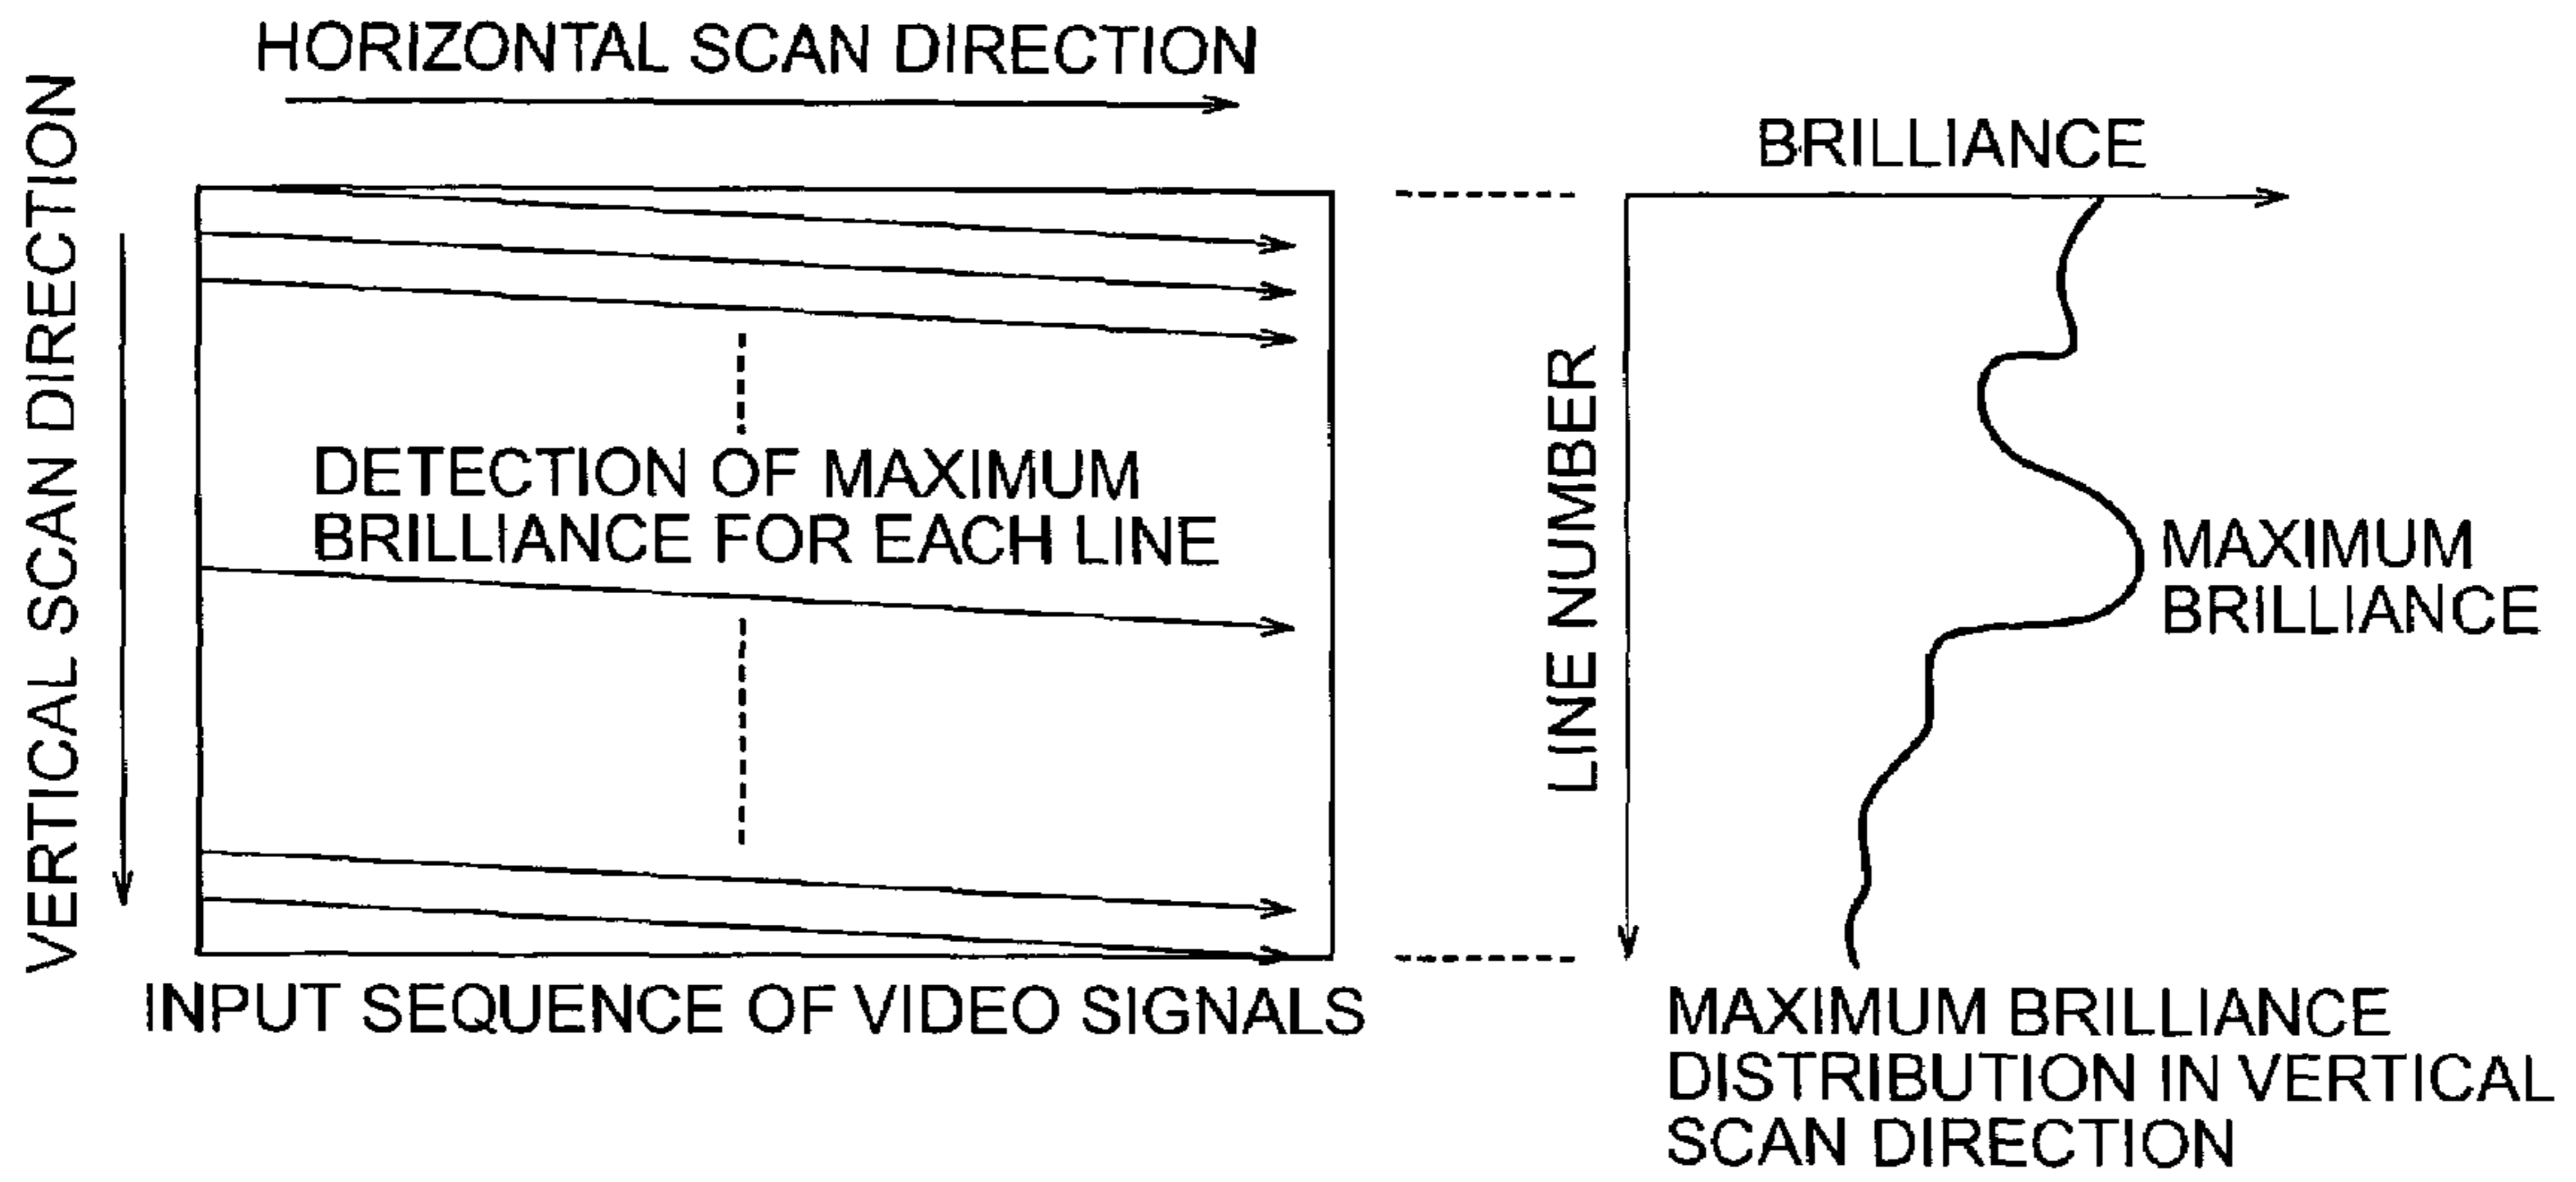 HORIZONTAL SCAN DIRECTION
VERTICAL SCAN DIRECTION
DETECTION OF MAXIMUM
BRILLIANCE FOR EACH LINE
INPUT SEQUENCE OF VIDEO SIGNALS
BRILLIANCE
LINE NUMBER
MAXIMUM
BRILLIANCE
MAXIMUM BRILLIANCE
DISTRIBUTION IN VERTICAL
SCAN DIRECTION